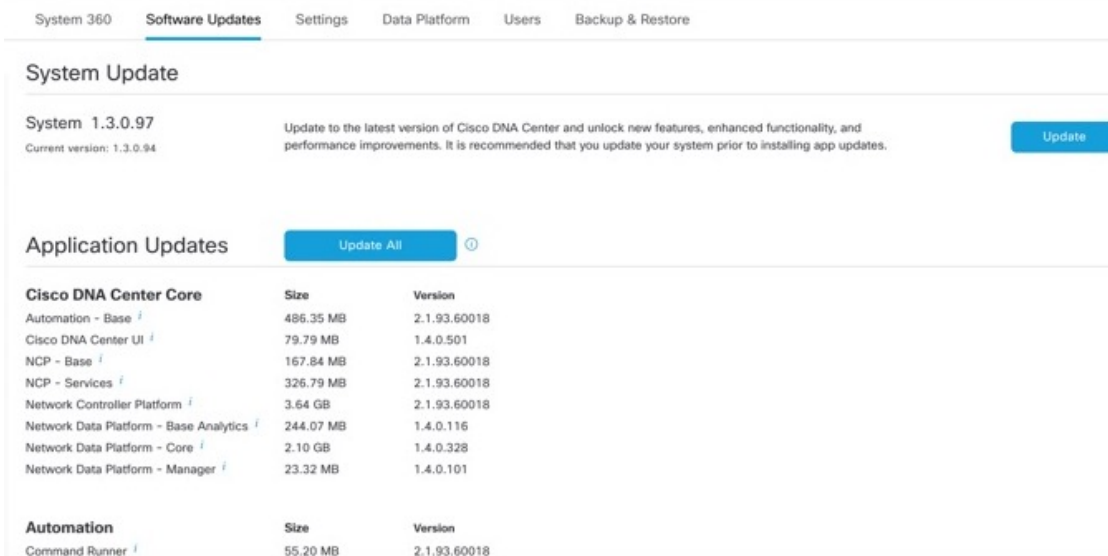 System 360 Software Updates Settings Data Platform Users Backup & Restore
System Update
System 1.3.0.97
Current version: 1.3.0.94
Update to the latest version of Cisco DNA Center and unlock new features, enhanced functionality, and
performance improvements. It is recommended that you update your system prior to installing app updates.
Update
Application Updates Update All
Cisco DNA Center Core Size Version
Automation - Base i 486.35 MB 2.1.93.60018
Cisco DNA Center UI i 79.79 MB 1.4.0.501
NCP - Base i 167.84 MB 2.1.93.60018
NCP - Services i 326.79 MB 2.1.93.60018
Network Controller Platform i 3.64 GB 2.1.93.60018
Network Data Platform - Base Analytics i 244.07 MB 1.4.0.116
Network Data Platform - Core i 2.10 GB 1.4.0.328
Network Data Platform - Manager i 23.32 MB 1.4.0.101
Automation Size Version
Command Runner i 55.20 MB 2.1.93.60018